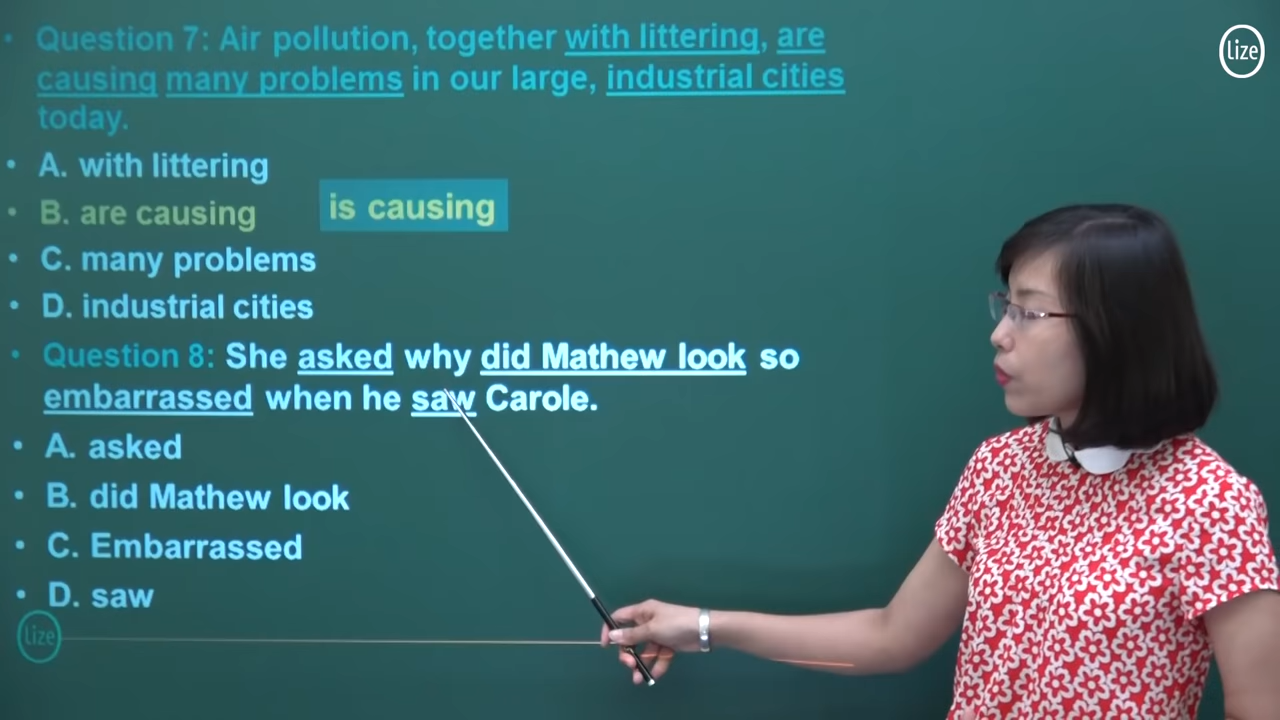 Question 7: Air pollution, together with littering, are
causing many problems in our large, industrial cities
today.
A. with littering
B. are causing
is causing
C. many problems
D. industrial cities
Question 8: She asked why did Mathew look so
embarrassed when he saw Carole.
A. asked
B. did Mathew look
C. Embarrassed
D. saw
lize
lize